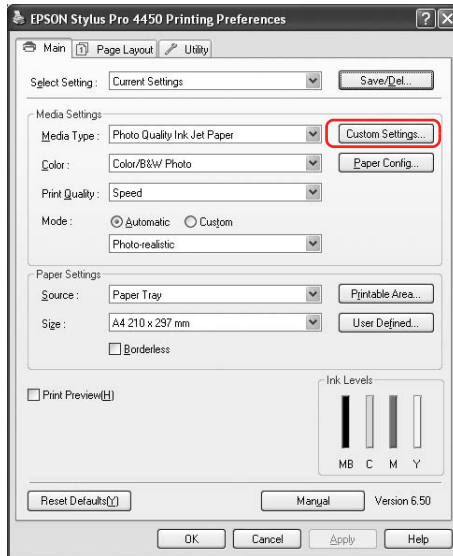 EPSON Stylus Pro 4450 Printing Preferences
Main Page Layout Utility
Select Setting : Current Settings Save/Del...
Media Settings
Media Type : Photo Quality Ink Jet Paper Custom Settings...
Color : Color/B&W Photo Paper Config...
Print Quality : Speed
Mode : Automatic Custom
Photo-realistic
Paper Settings
Source : Paper Tray Printable Area...
Size : A4 210 x 297 mm User Defined...
Borderless
Print Preview(H)
Ink Levels
MB C M Y
Reset Defaults(Y) Manual Version 6.50
OK Cancel Apply Help